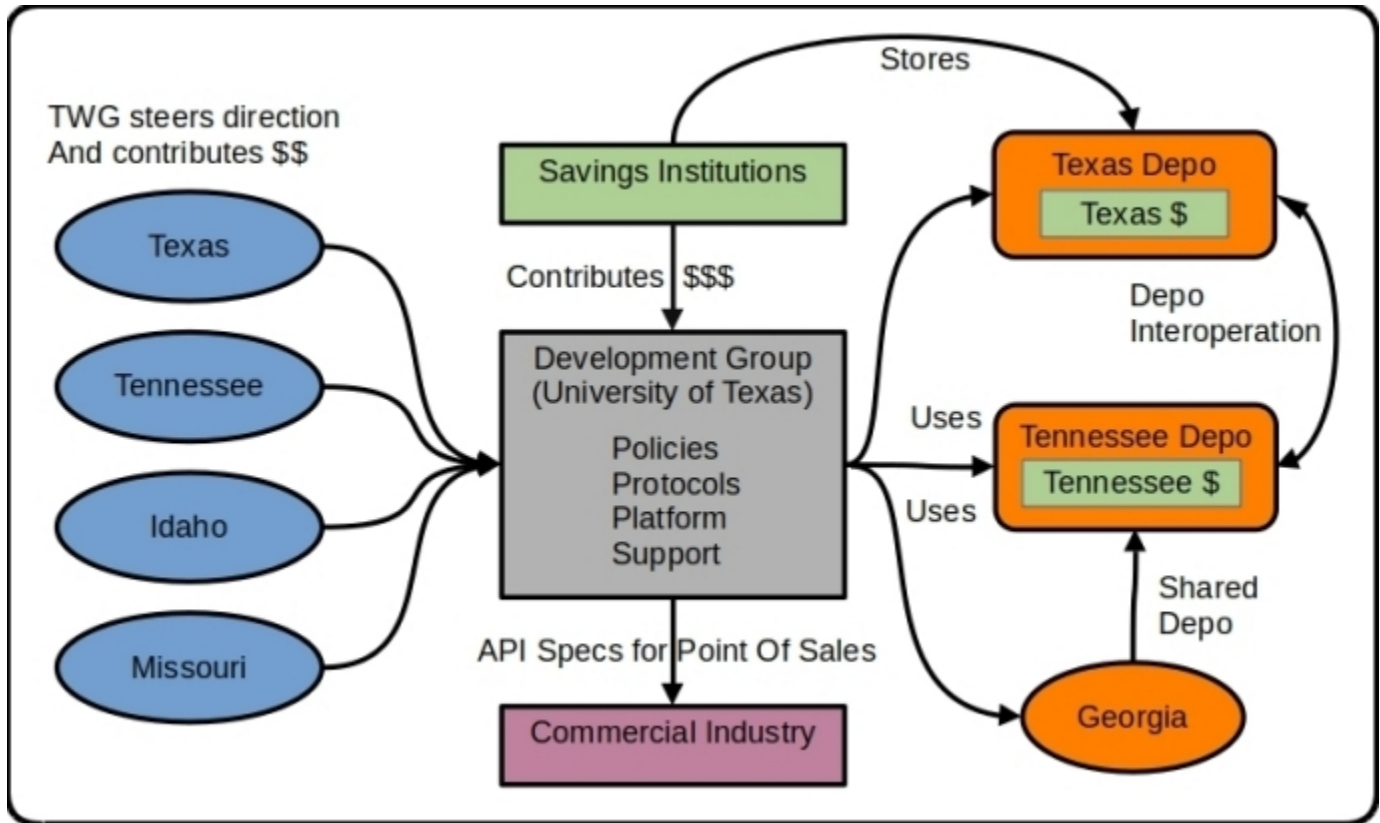 TWG steers direction
And contributes $$
Texas
Tennessee
Idaho
Missouri
Stores
Savings Institutions
Contributes $$$
Development Group
(University of Texas)
Policies
Protocols
Platform
Support
API Specs for Point Of Sales
Commercial Industry
Texas Depo
Texas $
Depo
Interoperation
Uses
Tennessee Depo
Tennessee $
Uses
Shared
Depo
Georgia